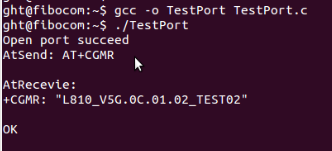 ght@fibocom:~$ gcc -o TestPort TestPort.c
ght@fibocom:~$ ./TestPort
Open port succeed
AtSend: AT+CGMR
AtRecevie:
+CGMR: "L810_V5G.0C.01.02_TEST02"
OK